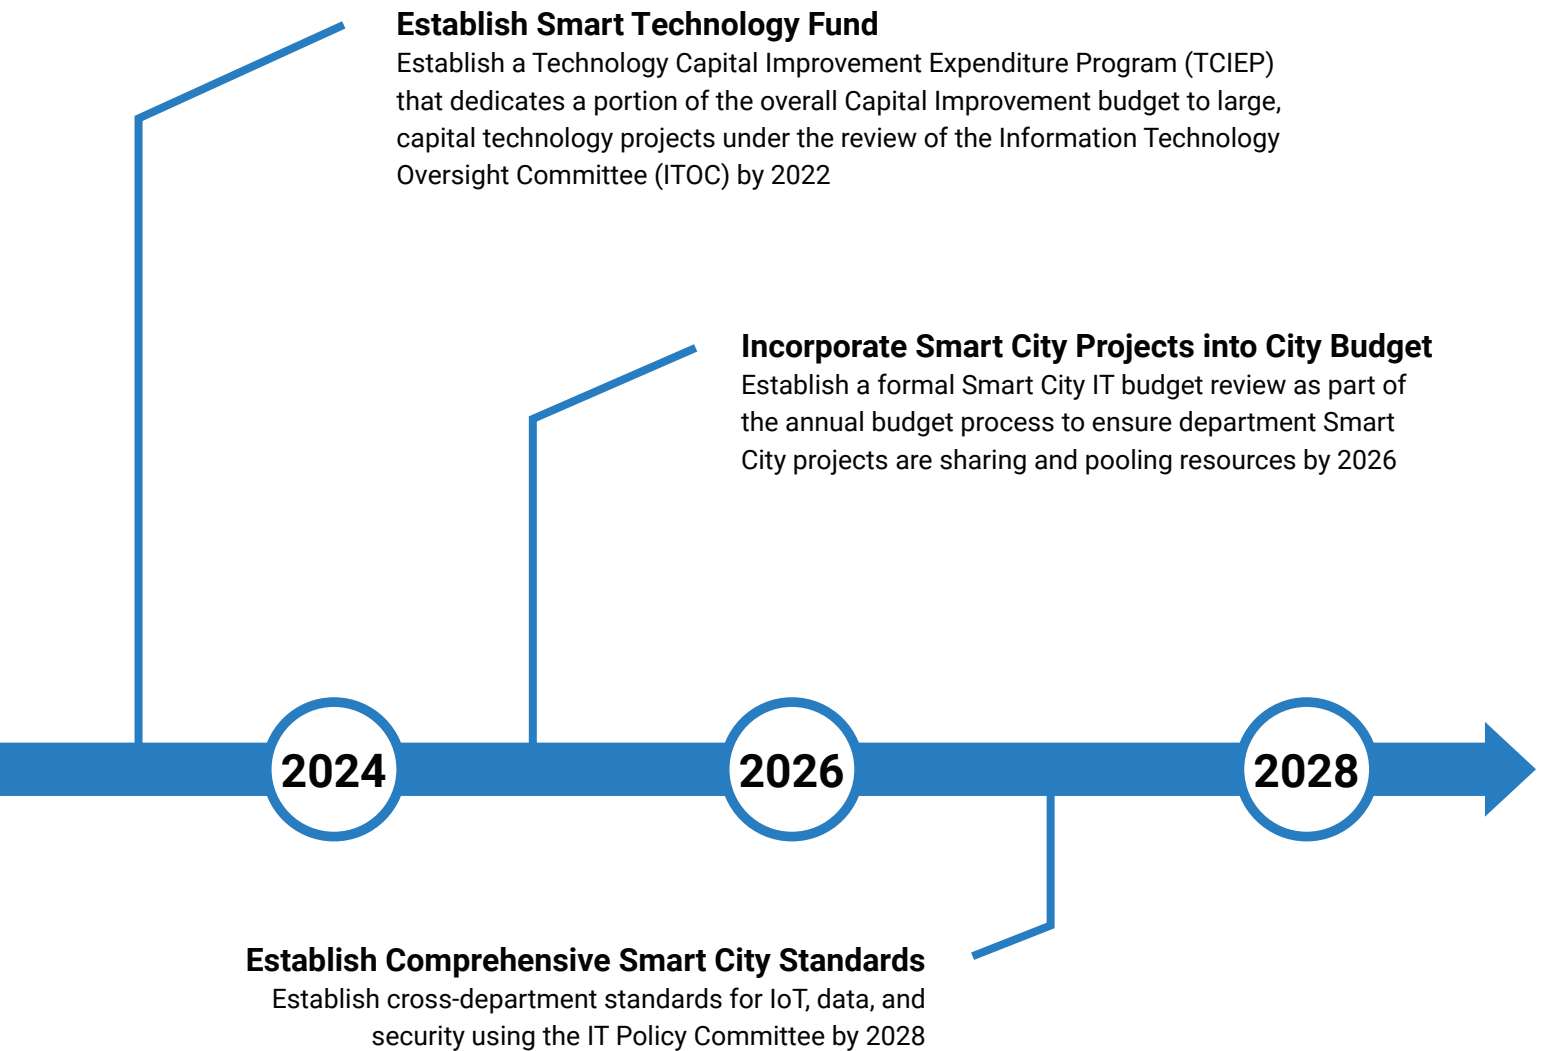 Establish Smart Technology Fund
Establish a Technology Capital Improvement Expenditure Program (TCIEP)
that dedicates a portion of the overall Capital Improvement budget to large,
capital technology projects under the review of the Information Technology
Oversight Committee (ITOC) by 2022
Incorporate Smart City Projects into City Budget
Establish a formal Smart City IT budget review as part of
the annual budget process to ensure department Smart
City projects are sharing and pooling resources by 2026
2024
2026
2028
Establish Comprehensive Smart City Standards
Establish cross-department standards for IoT, data, and
security using the IT Policy Committee by 2028